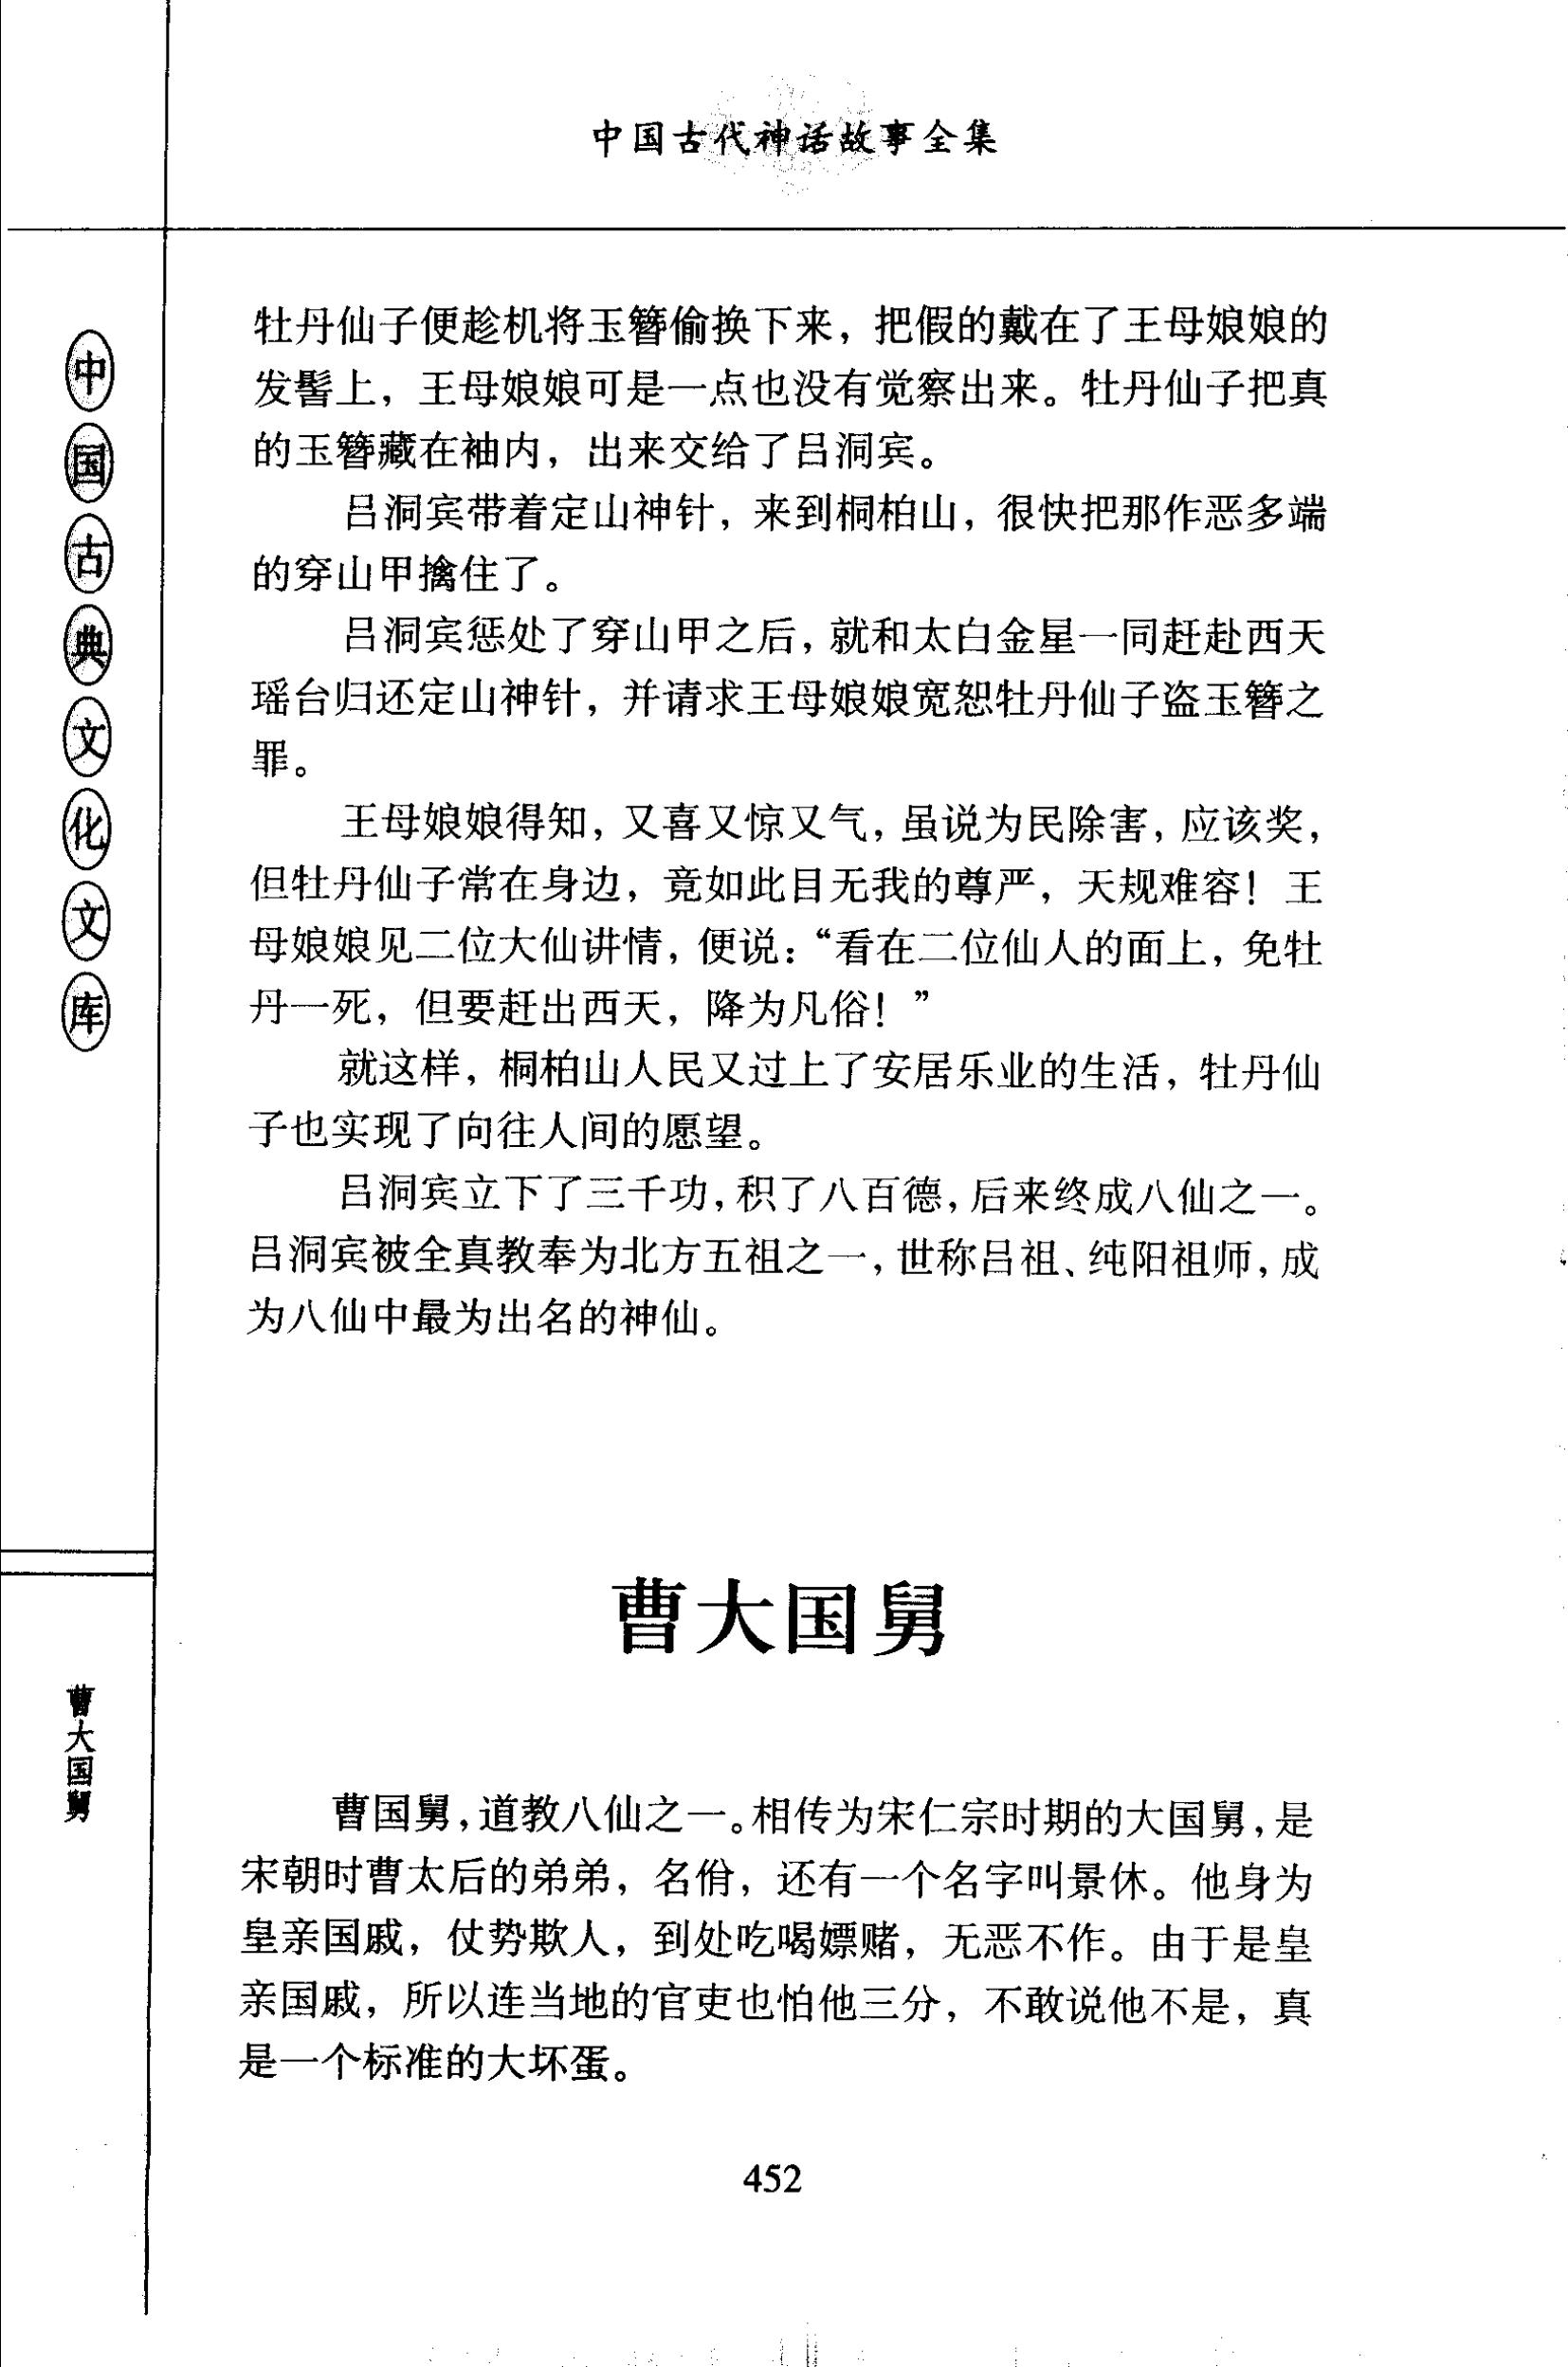 中国古代神话故事全集
中国古典文化文库
牡丹仙子便趁机将玉簪偷换下来，把假的戴在了王母娘娘的
发髻上，王母娘娘可是一点也没有觉察出来。牡丹仙子把真
的玉簪藏在袖内，出来交给了吕洞宾。
吕洞宾带着定山神针，来到桐柏山，很快把那作恶多端
的穿山甲擒住了。
吕洞宾惩处了穿山甲之后，就和太白金星一同赶赴西天
瑶台归还定山神针，并请求王母娘娘宽恕牡丹仙子盗玉簪之
罪。
王母娘娘得知，又喜又惊又气，虽说为民除害，应该奖，
但牡丹仙子常在身边，竟如此目无我的尊严，天规难容！王
母娘娘见二位大仙讲情，便说：“看在二位仙人的面上，免牡
丹一死，但要赶出西天，降为凡俗！”
就这样，桐柏山人民又过上了安居乐业的生活，牡丹仙
子也实现了向往人间的愿望。
吕洞宾立下了三千功，积了八百德，后来终成八仙之一。
吕洞宾被全真教奉为北方五祖之一，世称吕祖、纯阳祖师，成
为八仙中最为出名的神仙。
曹大国舅
曹大国舅
曹国舅，道教八仙之一。相传为宋仁宗时期的大国舅，是
宋朝时曹太后的弟弟，名佾，还有一个名字叫景休。他身为
皇亲国戚，仗势欺人，到处吃喝嫖赌，无恶不作。由于是皇
亲国戚，所以连当地的官吏也怕他三分，不敢说他不是，真
是一个标准的大坏蛋。
452